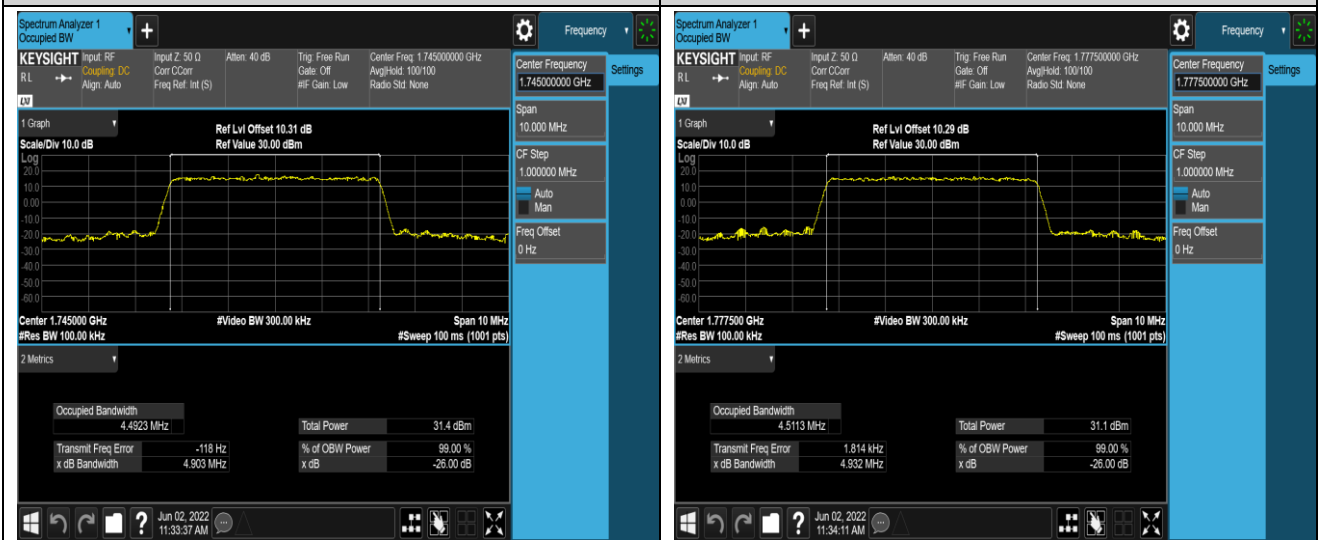 Spectrum Analyzer 1
Occupied BW
+
Frequency
KEYSIGHT
Input: RF
Coupling: DC
Align: Auto
Input Z: 50 Ω
Corr CCorr
Freq Ref: Int (S)
Atten: 40 dB
Trig: Free Run
Gate: Off
#IF Gain: Low
Center Freq: 1.745000000 GHz
Avg|Hold: 100/100
Radio Std: None
R L
LXI
Center Frequency
1.745000000 GHz
Settings
Span
10.000 MHz
CF Step
1.000000 MHz
Auto
Man
Freq Offset
0 Hz
1 Graph
Ref Lvl Offset 10.31 dB
Scale/Div 10.0 dB
Ref Value 30.00 dBm
Log
20.0
10.0
0.00
-10.0
-20.0
-30.0
-40.0
-50.0
-60.0
Center 1.745000 GHz
#Video BW 300.00 kHz
Span 10 MHz
#Res BW 100.00 kHz
#Sweep 100 ms (1001 pts)
2 Metrics
Occupied Bandwidth
4.4923 MHz
Total Power
31.4 dBm
Transmit Freq Error
-118 Hz
% of OBW Power
99.00 %
x dB Bandwidth
4.903 MHz
x dB
-26.00 dB
?
Jun 02, 2022
11:33:37 AM
Spectrum Analyzer 1
Occupied BW
+
Frequency
KEYSIGHT
Input: RF
Coupling: DC
Align: Auto
Input Z: 50 Ω
Corr CCorr
Freq Ref: Int (S)
Atten: 40 dB
Trig: Free Run
Gate: Off
#IF Gain: Low
Center Freq: 1.777500000 GHz
Avg|Hold: 100/100
Radio Std: None
R L
LXI
Center Frequency
1.777500000 GHz
Settings
Span
10.000 MHz
CF Step
1.000000 MHz
Auto
Man
Freq Offset
0 Hz
1 Graph
Ref Lvl Offset 10.29 dB
Scale/Div 10.0 dB
Ref Value 30.00 dBm
Log
20.0
10.0
0.00
-10.0
-20.0
-30.0
-40.0
-50.0
-60.0
Center 1.777500 GHz
#Video BW 300.00 kHz
Span 10 MHz
#Res BW 100.00 kHz
#Sweep 100 ms (1001 pts)
2 Metrics
Occupied Bandwidth
4.5113 MHz
Total Power
31.1 dBm
Transmit Freq Error
1.814 kHz
% of OBW Power
99.00 %
x dB Bandwidth
4.932 MHz
x dB
-26.00 dB
?
Jun 02, 2022
11:34:11 AM